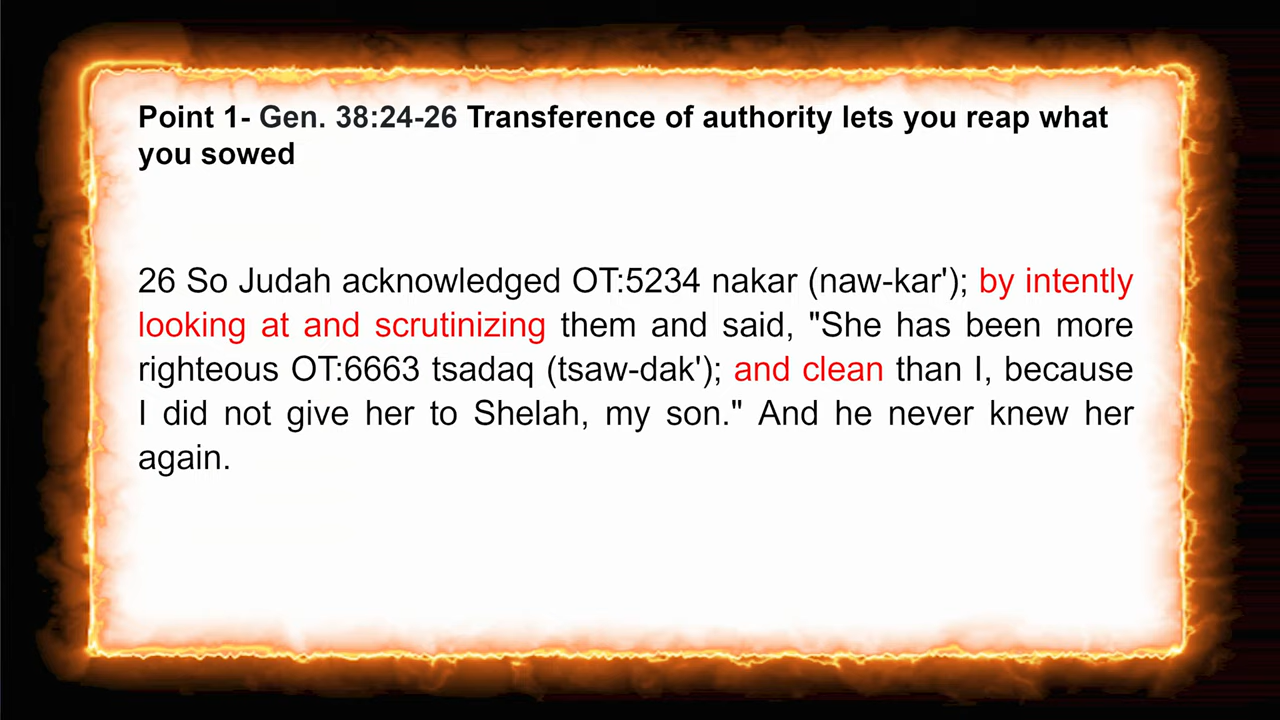 Point 1- Gen. 38:24-26 Transference of authority lets you reap what
you sowed
26 So Judah acknowledged OT:5234 nakar (naw-kar'); by intently
looking at and scrutinizing them and said, "She has been more
righteous OT:6663 tsadaq (tsaw-dak'); and clean than I, because
I did not give her to Shelah, my son." And he never knew her
again.